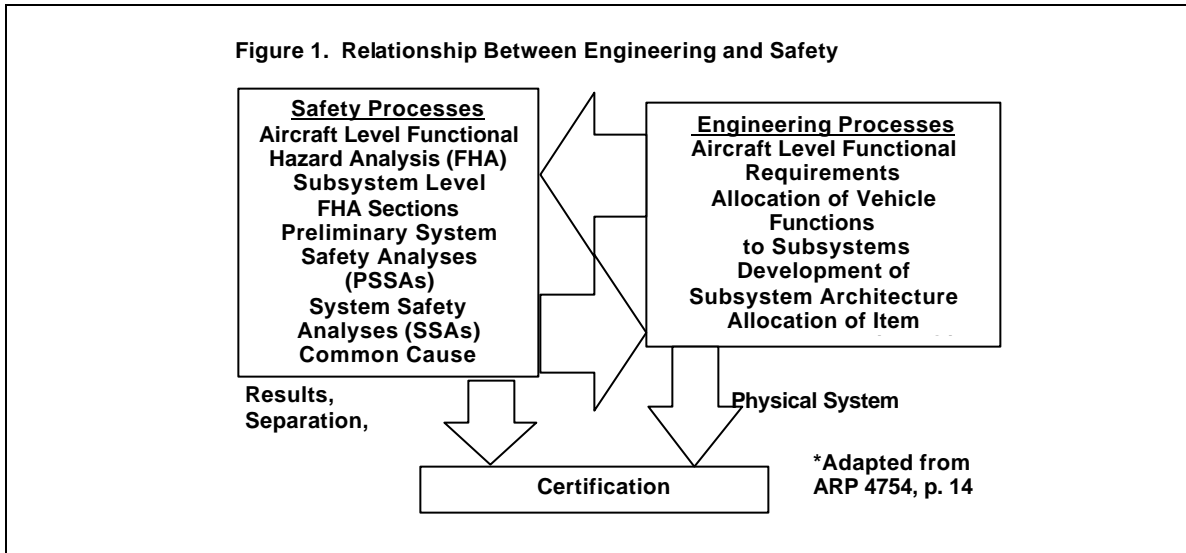 Figure 1. Relationship Between Engineering and Safety
Safety Processes
Aircraft Level Functional
Hazard Analysis (FHA)
Subsystem Level
FHA Sections
Preliminary System
Safety Analyses
(PSSAs)
System Safety
Analyses (SSAs)
Common Cause
Engineering Processes
Aircraft Level Functional
Requirements
Allocation of Vehicle
Functions
to Subsystems
Development of
Subsystem Architecture
Allocation of Item
Results,
Separation,
Physical System
Certification
*Adapted from
ARP 4754, p. 14